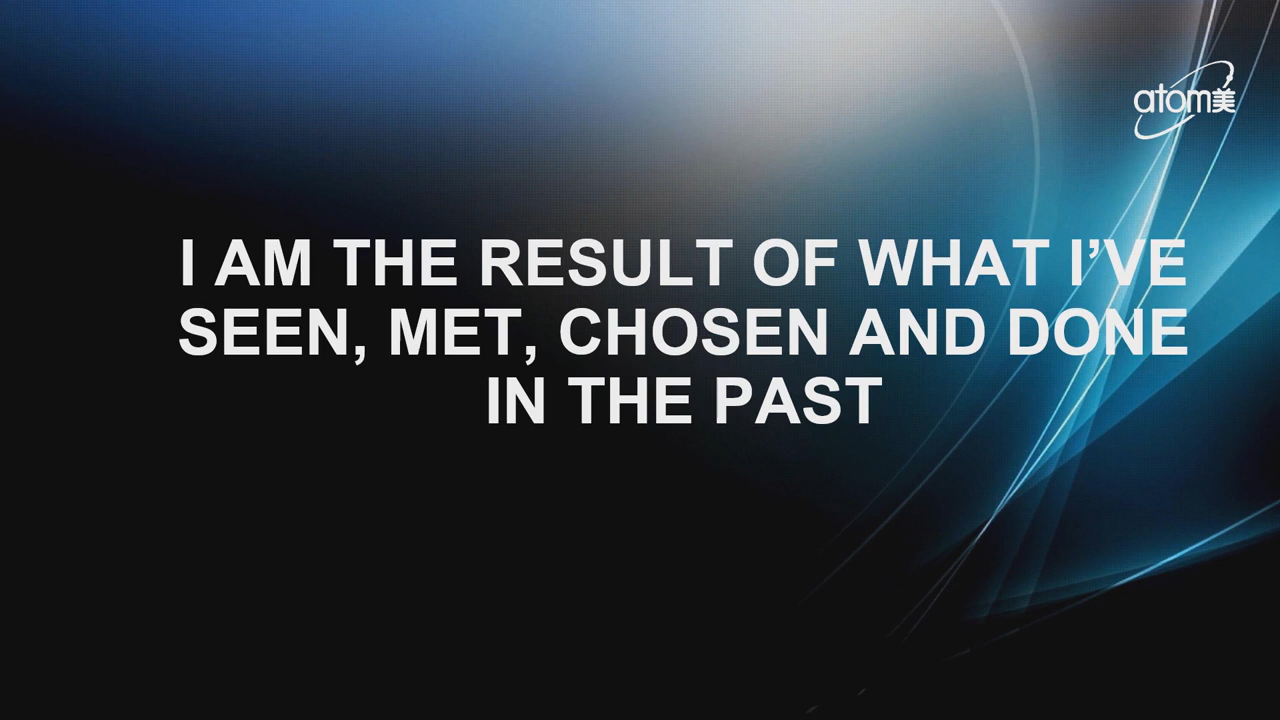 atom美
I AM THE RESULT OF WHAT I’VE
SEEN, MET, CHOSEN AND DONE
IN THE PAST